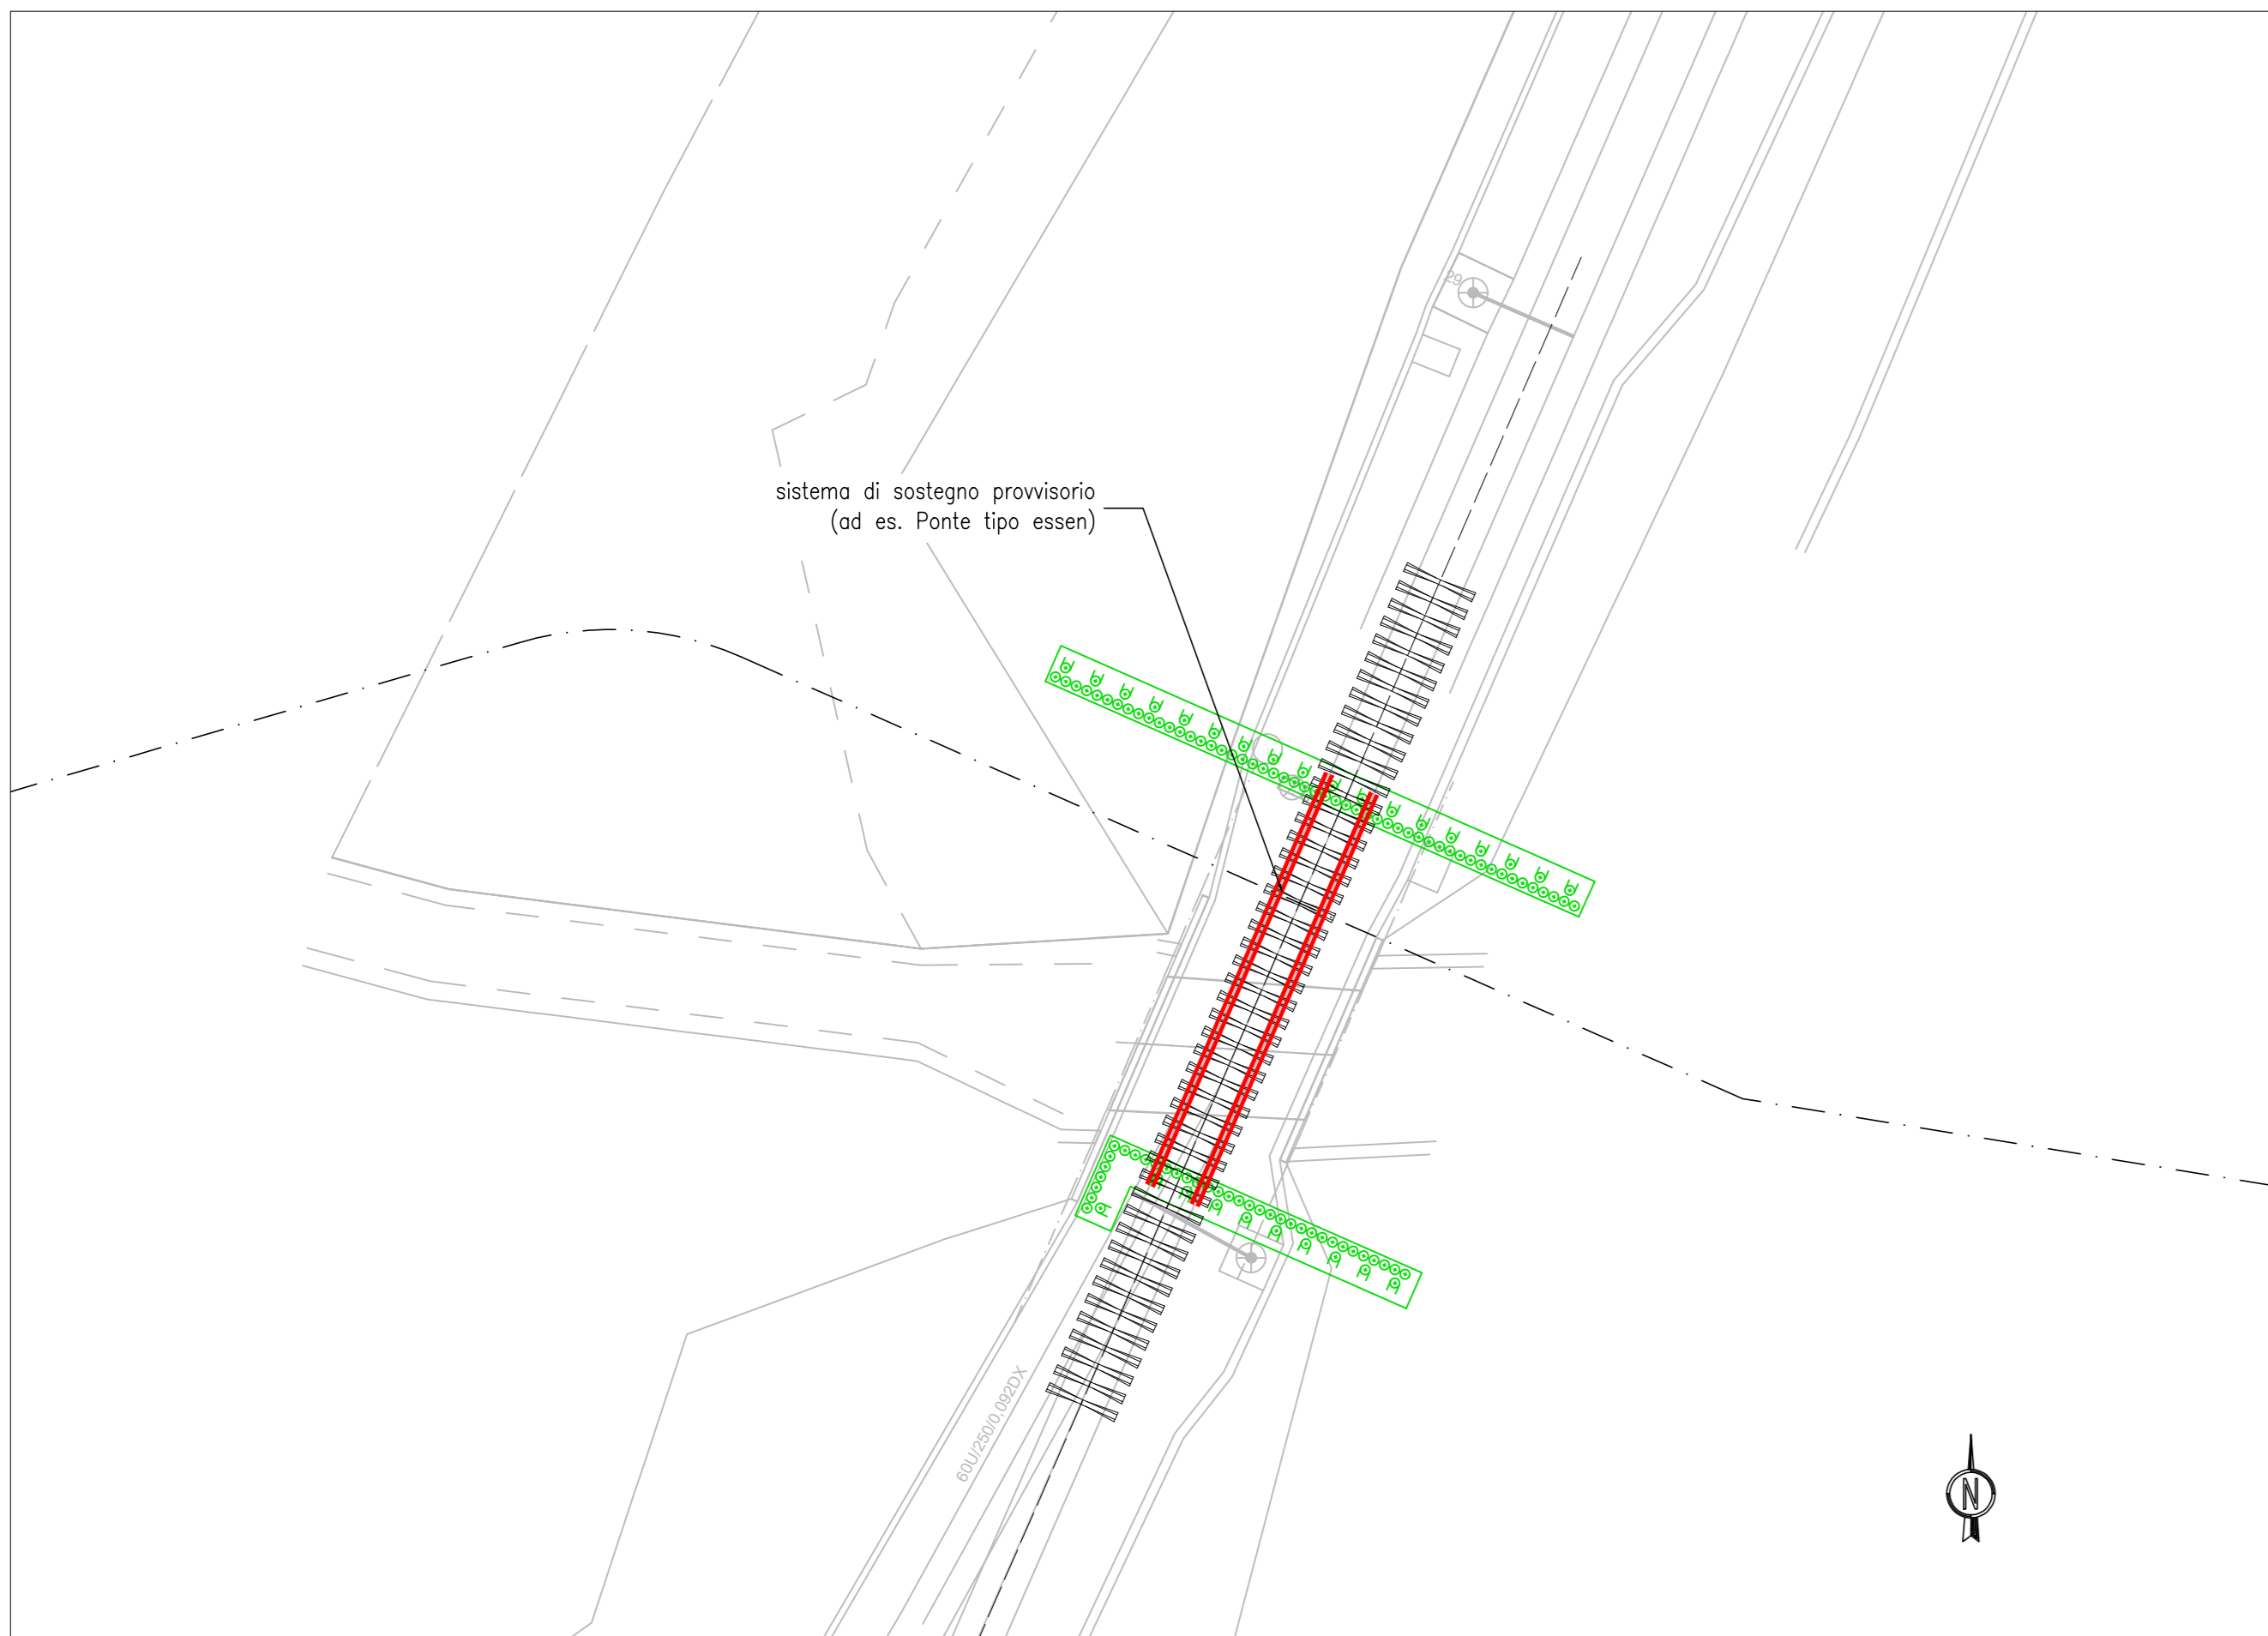 29
sistema di sostegno provvisorio
(ad es. Ponte tipo essen)
60U/250/0,092DX
N